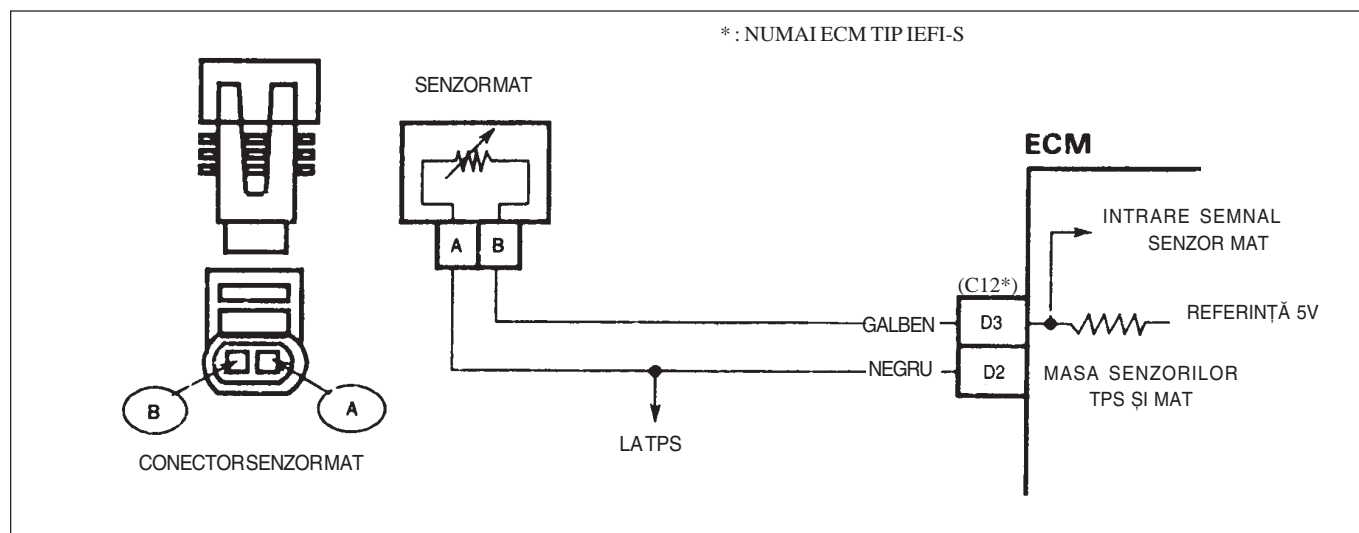 * : NUMAI ECM TIP IEFI-S
SENZORMAT
ECM
A B
INTRARE SEMNAL
SENZOR MAT
(C12*)
GALBEN
D3
REFERINȚĂ 5V
NEGRU
D2
MASA SENZORILOR
TPS ȘI MAT
B
A
LATPS
CONECTORSENZORMAT